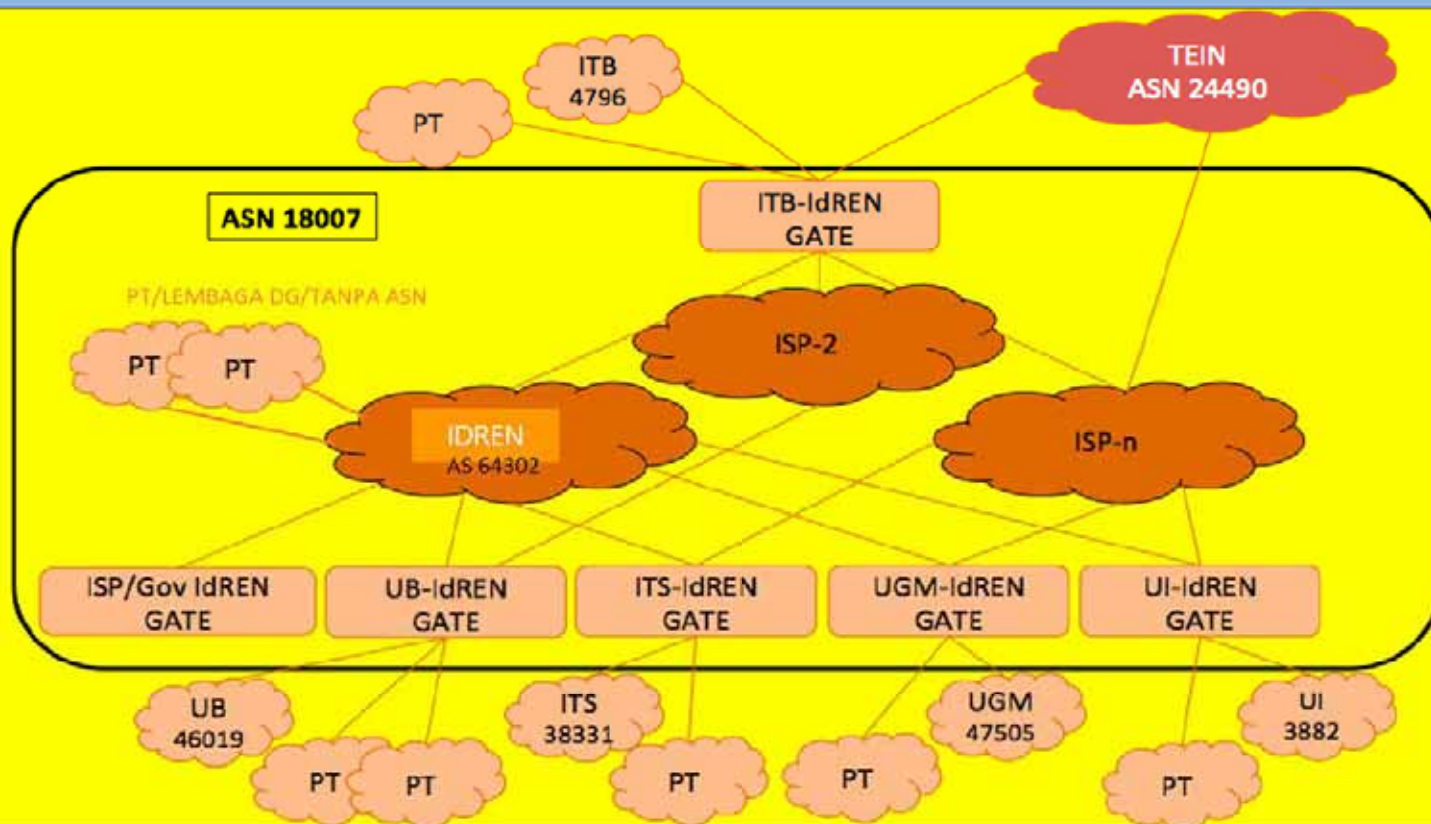 TEIN
ASN 24490
ITB
4796
PT
ASN 18007
ITB-IdREN
GATE
PT/LEMBAGA DG/TANPA ASN
PT
PT
ISP-2
IDREN
AS 64302
ISP-n
ISP/Gov IdREN
GATE
UB-IdREN
GATE
ITS-IdREN
GATE
UGM-IdREN
GATE
UI-IdREN
GATE
UB
46019
ITS
38331
UGM
47505
UI
3882
PT
PT
PT
PT
PT